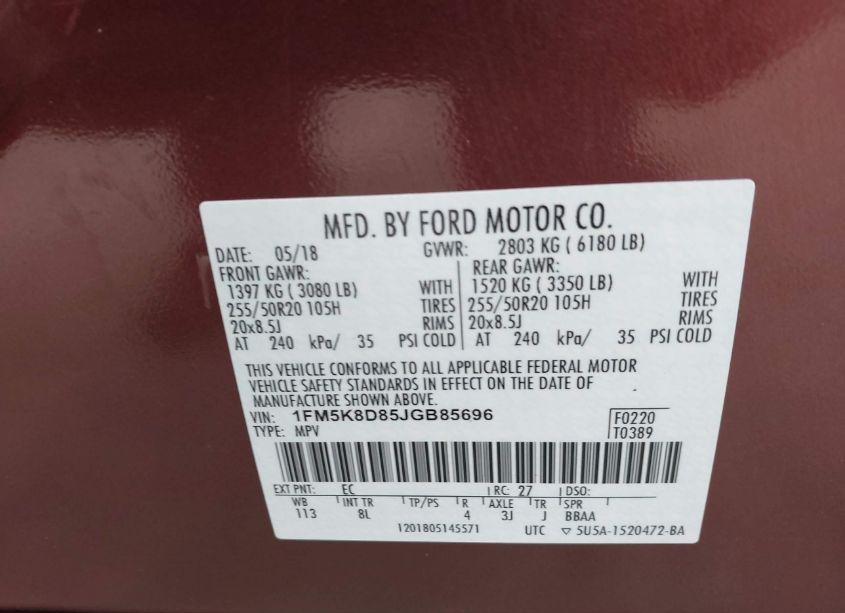 MFD. BY FORD MOTOR CO.
DATE: 05/18 GVWR: 2803 KG ( 6180 LB)
FRONT GAWR: REAR GAWR:
1397 KG ( 3080 LB) WITH 1520 KG ( 3350 LB) WITH
255/50R20 105H TIRES 255/50R20 105H TIRES
20x8.5J RIMS 20x8.5J RIMS
AT 240 kPa/ 35 PSI COLD AT 240 kPa/ 35 PSI COLD
THIS VEHICLE CONFORMS TO ALL APPLICABLE FEDERAL MOTOR
VEHICLE SAFETY STANDARDS IN EFFECT ON THE DATE OF
MANUFACTURE SHOWN ABOVE.
VIN: 1FM5K8D85JGB85696 F0220
TYPE: MPV T0389
EXT PNT: EC RC: 27 DSO:
WB INT TR TP/PS R AXLE TR SPR
113 8L 4 3J J BBAA
1201805145571 UTC ▽ 5U5A-1520472-BA